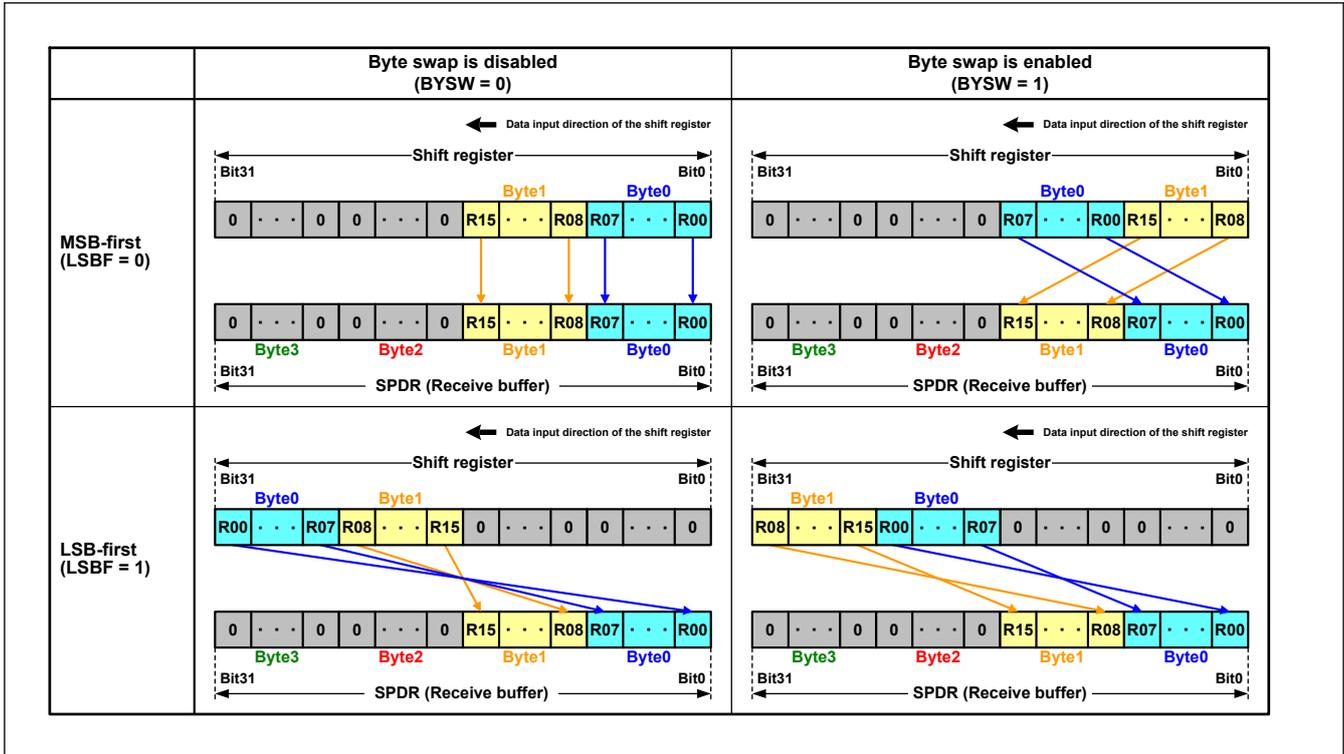 Byte swap is disabled
(BYSW = 0)
Byte swap is enabled
(BYSW = 1)
MSB-first
(LSBF = 0)
Data input direction of the shift register
Shift register
Bit31 Bit0
Byte1 Byte0
0 · · · 0 0 · · · 0 R15 · · · R08 R07 · · · R00
0 · · · 0 0 · · · 0 R15 · · · R08 R07 · · · R00
Byte3 Byte2 Byte1 Byte0
Bit31 Bit0
SPDR (Receive buffer)
Data input direction of the shift register
Shift register
Bit31 Bit0
Byte0 Byte1
0 · · · 0 0 · · · 0 R07 · · · R00 R15 · · · R08
0 · · · 0 0 · · · 0 R15 · · · R08 R07 · · · R00
Byte3 Byte2 Byte1 Byte0
Bit31 Bit0
SPDR (Receive buffer)
LSB-first
(LSBF = 1)
Data input direction of the shift register
Shift register
Bit31 Bit0
Byte0 Byte1
R00 · · · R07 R08 · · · R15 0 · · · 0 0 · · · 0
0 · · · 0 0 · · · 0 R15 · · · R08 R07 · · · R00
Byte3 Byte2 Byte1 Byte0
Bit31 Bit0
SPDR (Receive buffer)
Data input direction of the shift register
Shift register
Bit31 Bit0
Byte1 Byte0
R08 · · · R15 R00 · · · R07 0 · · · 0 0 · · · 0
0 · · · 0 0 · · · 0 R15 · · · R08 R07 · · · R00
Byte3 Byte2 Byte1 Byte0
Bit31 Bit0
SPDR (Receive buffer)